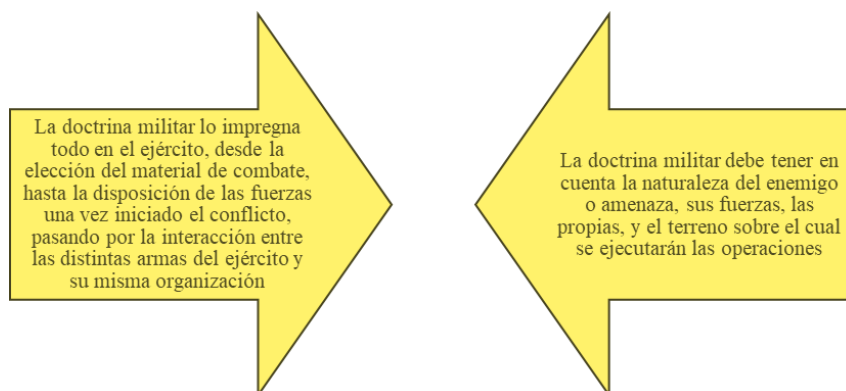 La doctrina militar lo impregna
todo en el ejército, desde la
elección del material de combate,
hasta la disposición de las fuerzas
una vez iniciado el conflicto,
pasando por la interacción entre
las distintas armas del ejército y
su misma organización
La doctrina militar debe tener en
cuenta la naturaleza del enemigo
o amenaza, sus fuerzas, las
propias, y el terreno sobre el cual
se ejecutarán las operaciones